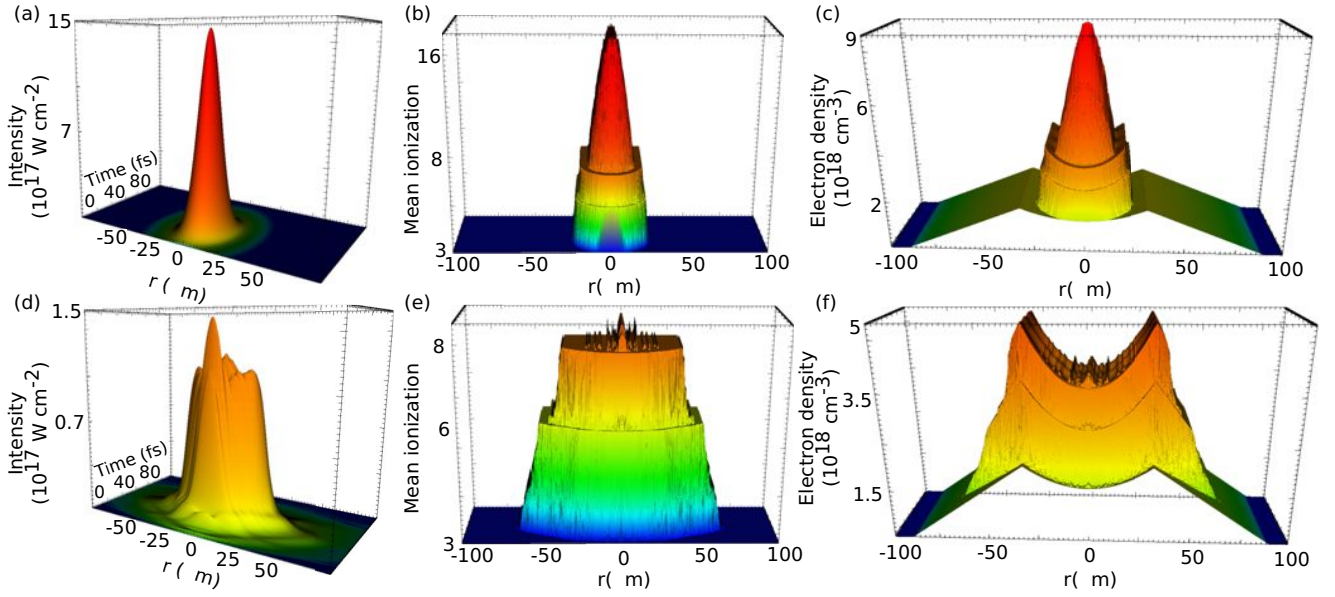 (a)
15
7
Intensity
(10^17 W cm-2)
Time (fs)
0 40 80
-50
-25
0
25
50
r ( m)
(b)
16
8
3
Mean ionization
-100 -50 0 50 100
r( m)
(c)
9
6
2
Electron density
(10^18 cm-3)
-100 -50 0 50 100
r( m)
(d)
1.5
0.7
Intensity
(10^17 W cm-2)
Time (fs)
0 40 80
-50
-25
0
25
50
r ( m)
(e)
8
6
3
Mean ionization
-100 -50 0 50 100
r( m)
(f)
5
3.5
1.5
Electron density
(10^18 cm-3)
-100 -50 0 50 100
r( m)